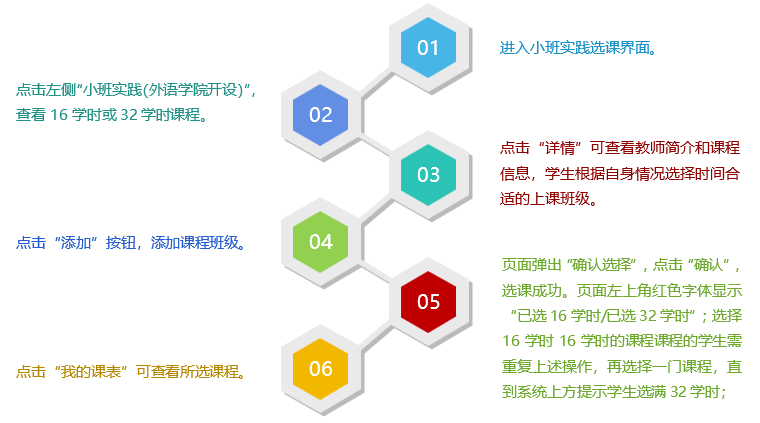 01
进入小班实践选课界面。
点击左侧“小班实践(外语学院开设)”,
查看 16 学时或 32 学时课程。
02
03
点击“详情”可查看教师简介和课程
信息，学生根据自身情况选择时间合
适的上课班级。
点击“添加”按钮，添加课程班级。
04
05
页面弹出“确认选择”, 点击“确认”,
选课成功。页面左上角红色字体显示
“已选 16 学时/已选 32 学时”; 选择
16 学时 16 学时的课程课程的学生需
重复上述操作，再选择一门课程，直
到系统上方提示学生选满 32 学时；
点击“我的课表”可查看所选课程。
06